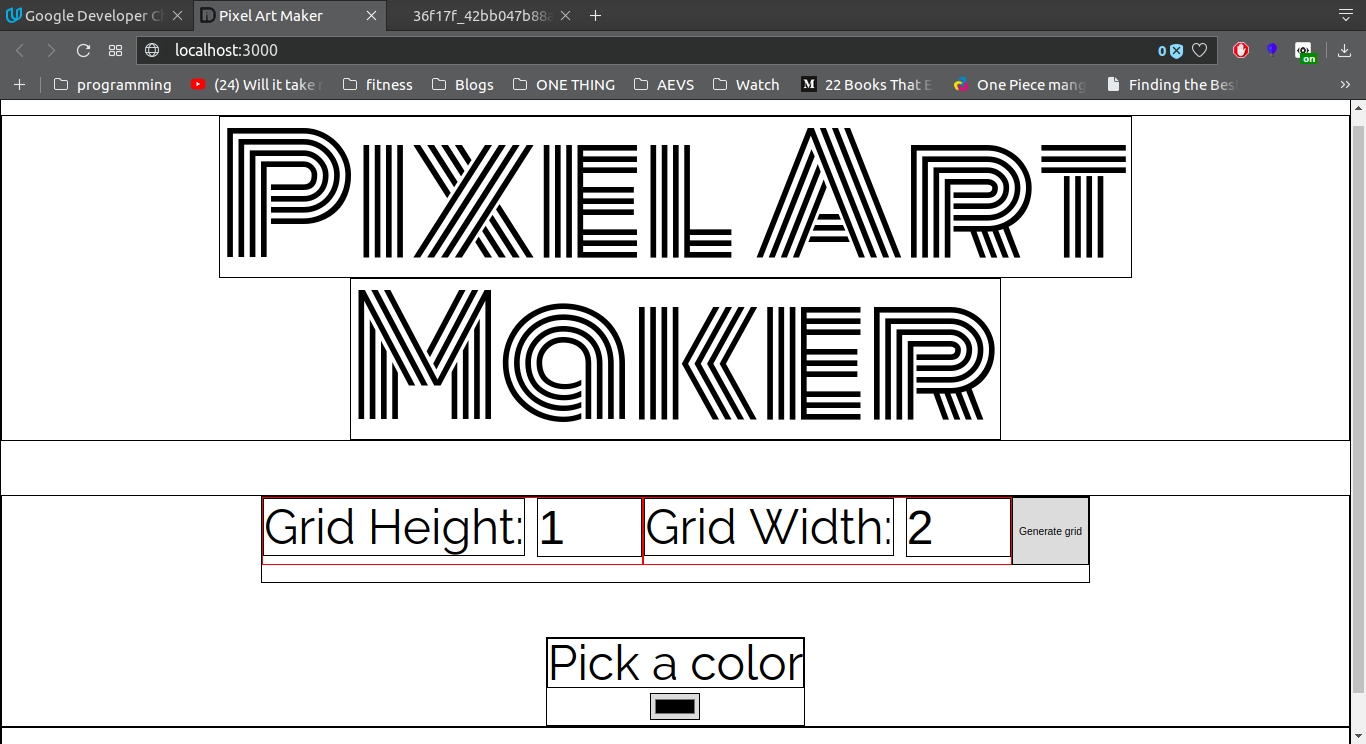 Google Developer Ch
Pixel Art Maker
36f17f_42bb047b88a
localhost:3000
0
on
programming
(24) Will it take
fitness
Blogs
ONE THING
AEVS
Watch
M
22 Books That E
One Piece mang
Finding the Bes
Pixel Art
Maker
Grid Height: 1 Grid Width: 2 Generate grid
Pick a color